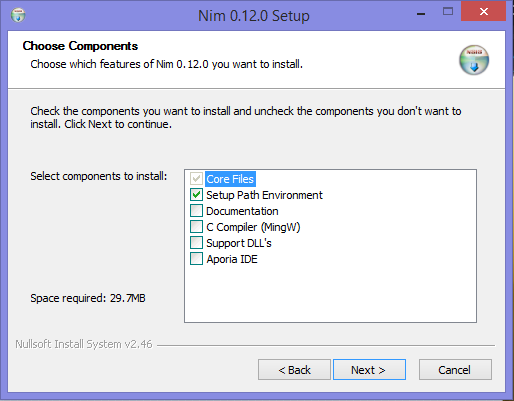 Nim 0.12.0 Setup
Choose Components
Choose which features of Nim 0.12.0 you want to install.
Check the components you want to install and uncheck the components you don't want to
install. Click Next to continue.
Select components to install:
Core Files
Setup Path Environment
Documentation
C Compiler (MingW)
Support DLL's
Aporia IDE
Space required: 29.7MB
Nullsoft Install System v2.46
< Back
Next >
Cancel